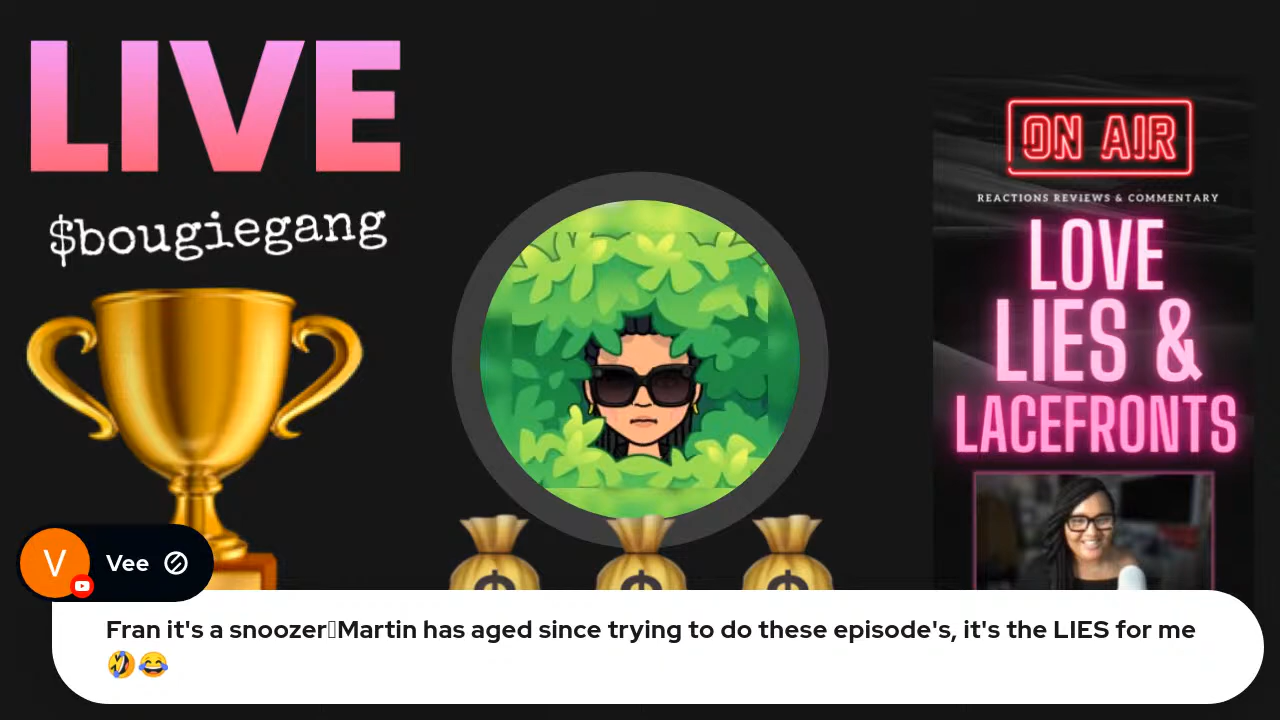 LIVE
$bougiegang
ON AIR
REACTIONS REVIEWS & COMMENTARY
LOVE
LIES &
LACEFRONTS
V
Vee
Fran it's a snoozer▯Martin has aged since trying to do these episode's, it's the LIES for me
🤣😂